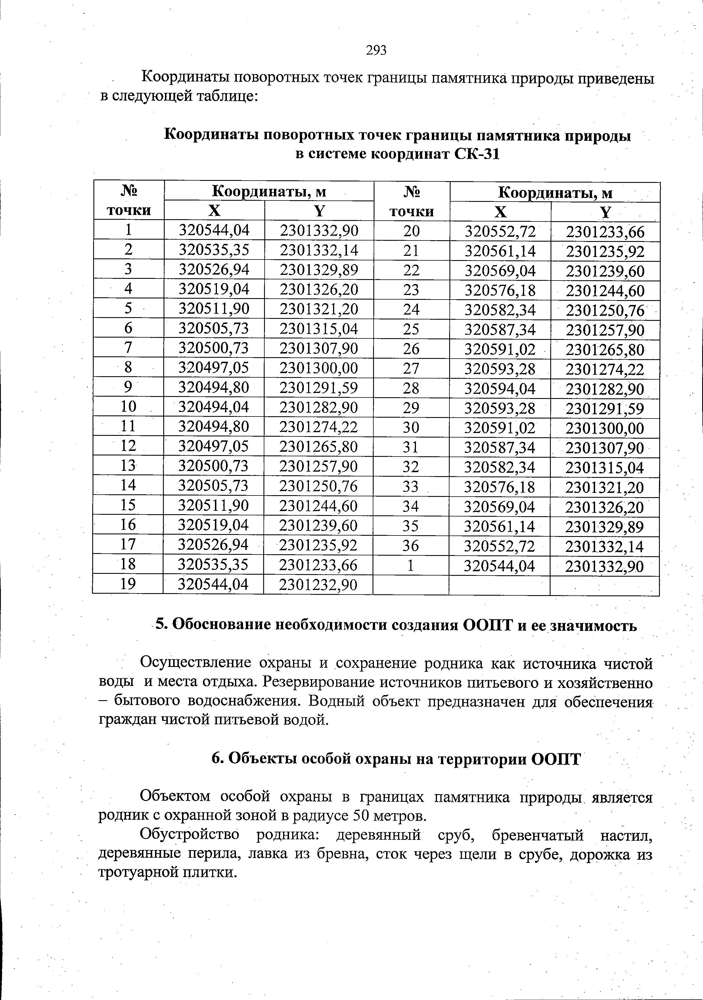 293
Координаты поворотных точек границы памятника природы приведены
в следующей таблице:
Координаты поворотных точек границы памятника природы
в системе координат СК-31
№ точки Координаты, м № точки Координаты, м
X Y X Y
1 320544,04 2301332,90 20 320552,72 2301233,66
2 320535,35 2301332,14 21 320561,14 2301235,92
3 320526,94 2301329,89 22 320569,04 2301239,60
4 320519,04 2301326,20 23 320576,18 2301244,60
5 320511,90 2301321,20 24 320582,34 2301250,76
6 320505,73 2301315,04 25 320587,34 2301257,90
7 320500,73 2301307,90 26 320591,02 2301265,80
8 320497,05 2301300,00 27 320593,28 2301274,22
9 320494,80 2301291,59 28 320594,04 2301282,90
10 320494,04 2301282,90 29 320593,28 2301291,59
11 320494,80 2301274,22 30 320591,02 2301300,00
12 320497,05 2301265,80 31 320587,34 2301307,90
13 320500,73 2301257,90 32 320582,34 2301315,04
14 320505,73 2301250,76 33 320576,18 2301321,20
15 320511,90 2301244,60 34 320569,04 2301326,20
16 320519,04 2301239,60 35 320561,14 2301329,89
17 320526,94 2301235,92 36 320552,72 2301332,14
18 320535,35 2301233,66 1 320544,04 2301332,90
19 320544,04 2301232,90
5. Обоснование необходимости создания ООПТ и ее значимость
Осуществление охраны и сохранение родника как источника чистой
воды и места отдыха. Резервирование источников питьевого и хозяйственно
– бытового водоснабжения. Водный объект предназначен для обеспечения
граждан чистой питьевой водой.
6. Объекты особой охраны на территории ООПТ
Объектом особой охраны в границах памятника природы является
родник с охранной зоной в радиусе 50 метров.
Обустройство родника: деревянный сруб, бревенчатый настил,
деревянные перила, лавка из бревна, сток через щели в срубе, дорожка из
тротуарной плитки.